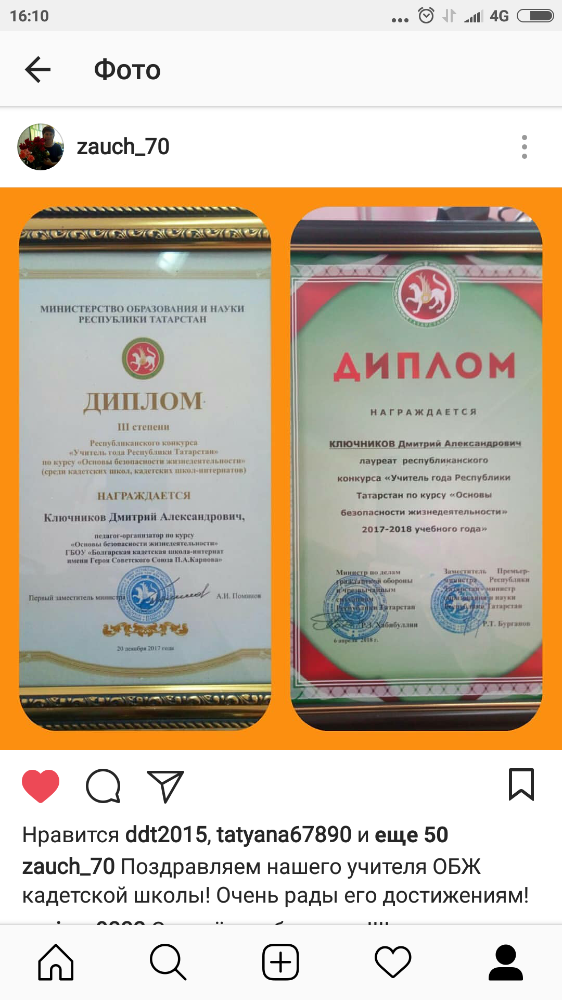 16:10
4G
Фото
zauch_70
МИНИСТЕРСТВО ОБРАЗОВАНИЯ И НАУКИ
РЕСПУБЛИКИ ТАТАРСТАН
ДИПЛОМ
III степени
Республиканского конкурса
«Учитель года Республики Татарстан»
по курсу «Основы безопасности жизнедеятельности»
(среди кадетских школ, кадетских школ-интернатов)
НАГРАЖДАЕТСЯ
Ключников Дмитрий Александрович,
педагог-организатор по курсу
«Основы безопасности жизнедеятельности»
ГБОУ «Болгарская кадетская школа-интернат
имени Героя Советского Союза П.А.Карпова»
Первый заместитель министра
А.И. Поминов
20 декабря 2017 года
ТАТАРСТАН
ДИПЛОМ
НАГРАЖДАЕТСЯ
КЛЮЧНИКОВ Дмитрий Александрович
лауреат республиканского
конкурса «Учитель года Республики
Татарстан по курсу «Основы
безопасности жизнедеятельности»
2017-2018 учебного года»
Министр по делам
гражданской обороны
и чрезвычайным
ситуациям
Республики Татарстан
Р.З. Хабибуллин
6 апреля 2018 г.
Заместитель Премьер-
министра Республики
Татарстан - министр
образования и науки
Республики Татарстан
Р.Т. Бурганов
Нравится ddt2015, tatyana67890 и еще 50
zauch_70 Поздравляем нашего учителя ОБЖ
кадетской школы! Очень рады его достижениям!